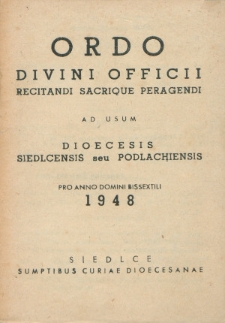 ORDO
DIVINI OFFICII
RECITANDI SACRIQUE PERAGENDI
AD USUM
DIOECESIS
SIEDLCENSIS seu PODLACHIENSIS
PRO ANNO DOMINI BISSEXTILI
1948
SIEDLCE
SUMPTIBUS CURIAE DIOECESANAE